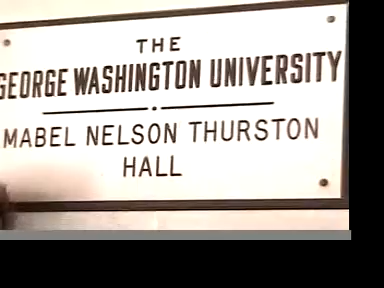 THE
GEORGE WASHINGTON UNIVERSITY
MABEL NELSON THURSTON
HALL